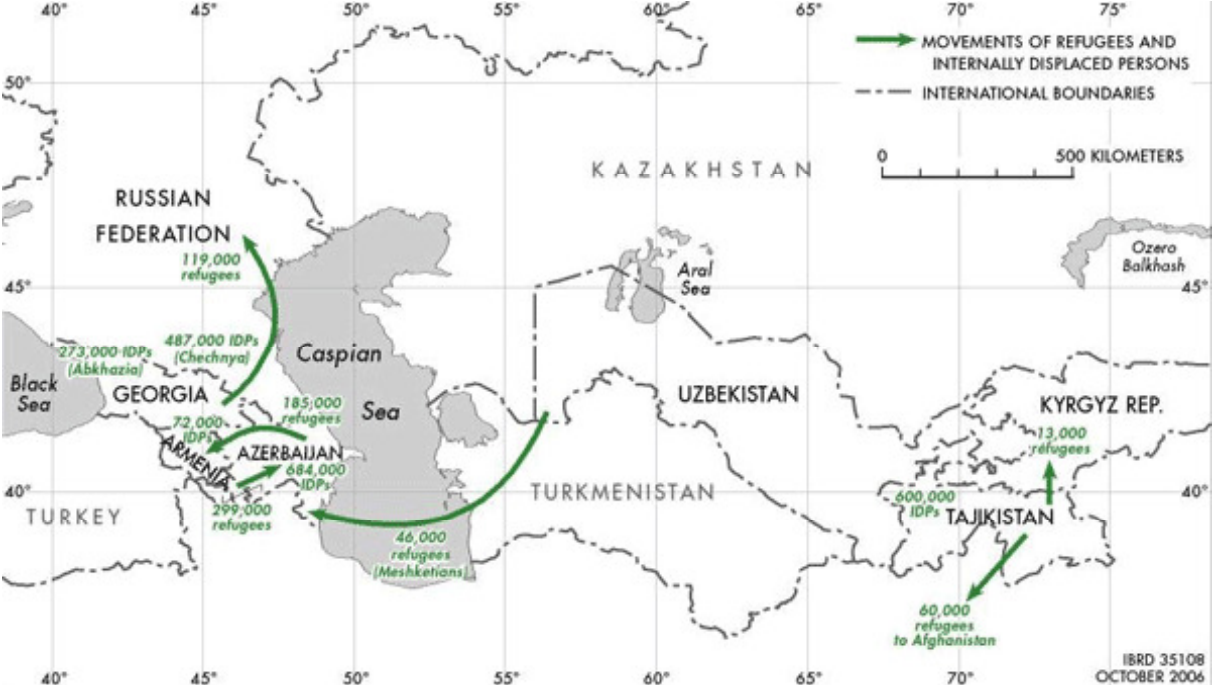 40°
45°
50°
55°
60°
70°
75°
MOVEMENTS OF REFUGEES AND
INTERNALLY DISPLACED PERSONS
50°
INTERNATIONAL BOUNDARIES
0
500 KILOMETERS
KAZAKHSTAN
RUSSIAN
FEDERATION
119,000
refugees
Aral
Sea
Ozero
Balkhash
45°
45°
487,000 IDPs
(Chechnya)
273,000 IDPs
(Abkhazia)
Caspian
Sea
Black
Sea
GEORGIA
UZBEKISTAN
KYRGYZ REP.
185,000
refugees
72,000
IDPs
13,000
refugees
ARMENIA
AZERBAIJAN
684,000
IDPs
40°
TURKMENISTAN
600,000
IDPs
TAJIKISTAN
TURKEY
299,000
refugees
46,000
refugees
(Meshketians)
60,000
refugees
to Afghanistan
IBRD 35108
OCTOBER 2006
40°
45°
50°
55°
60°
65°
70°
75°
40°